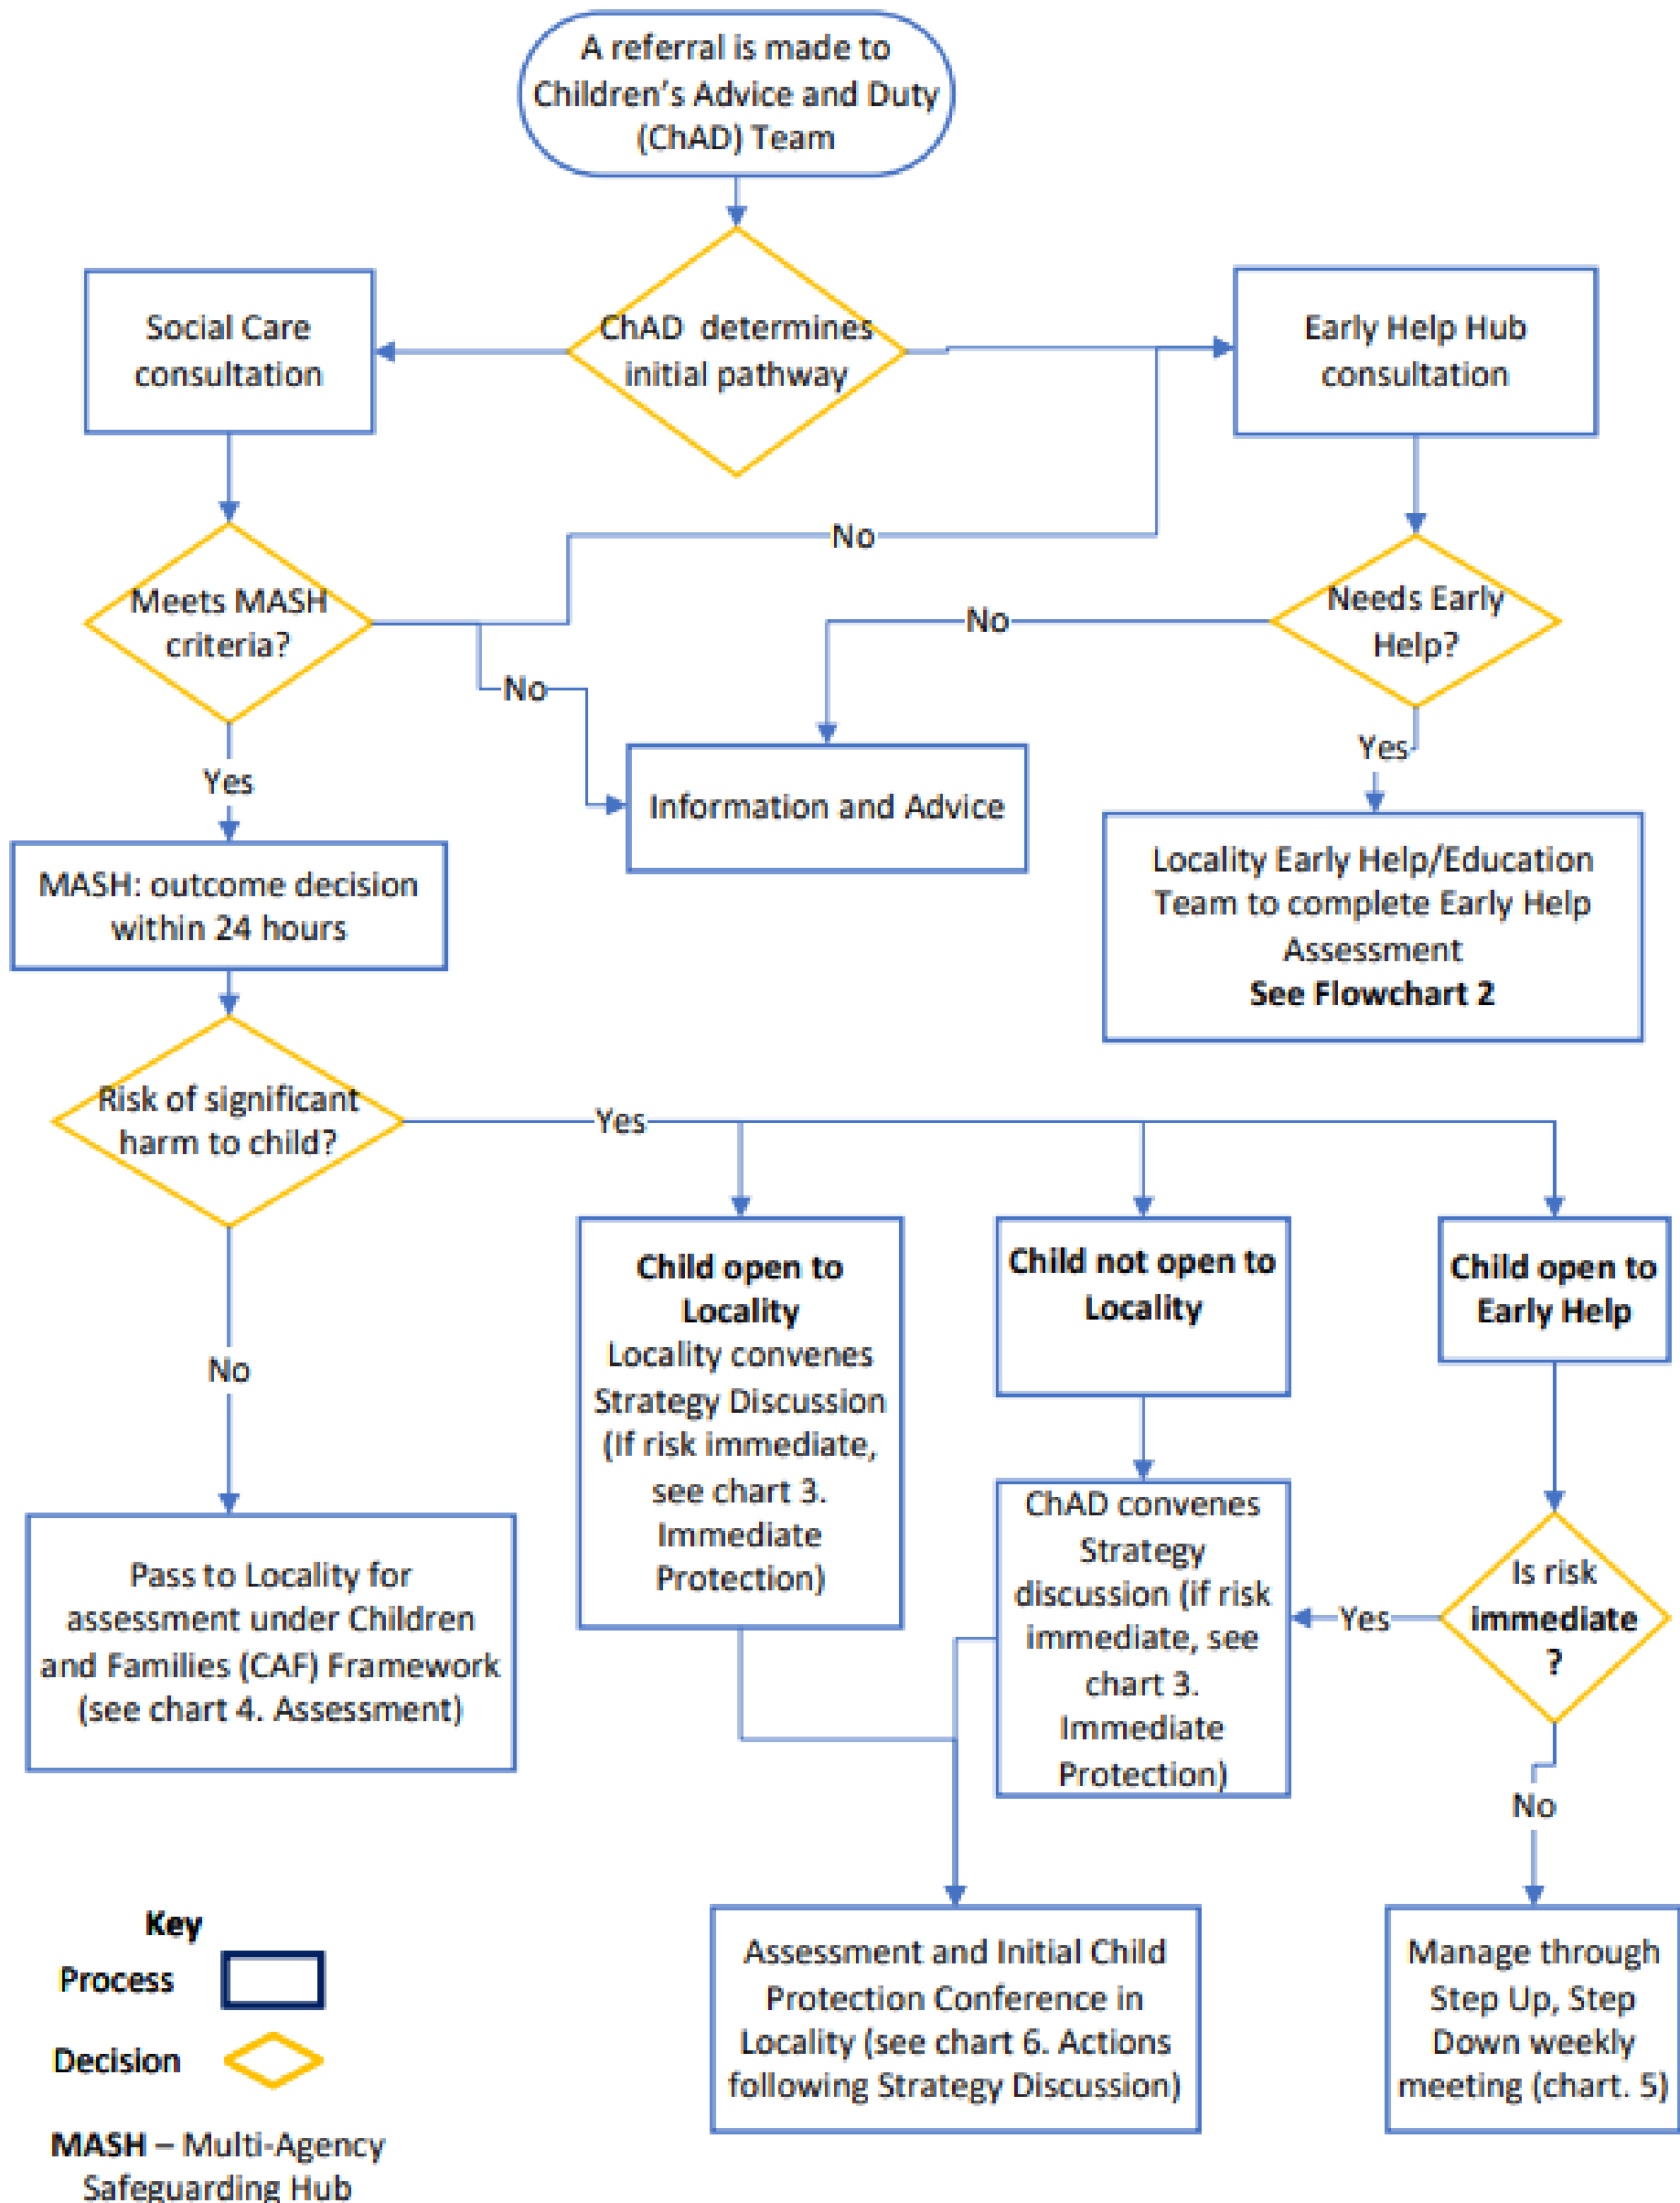 A referral is made to
Children's Advice and Duty
(ChAD) Team
Social Care
consultation
ChAD  determines
initial pathway
Early Help Hub
consultation
No
Meets MASH
criteria?
Needs Early
Help?
No
No
Yes
Yes
Information and Advice
MASH: outcome decision
within 24 hours
Locality Early Help/Education
Team to complete Early Help
Assessment
See Flowchart 2
Risk of significant
harm to child?
Yes
No
Child open to
Locality
Locality convenes
Strategy Discussion
(If risk immediate,
see chart 3.
Immediate
Protection)
Child not open to
Locality
Child open to
Early Help
ChAD convenes
Strategy
discussion (if risk
immediate, see
chart 3.
Immediate
Protection)
Is risk
immediate
?
Yes
No
Pass to Locality for
assessment under Children
and Families (CAF) Framework
(see chart 4. Assessment)
Assessment and Initial Child
Protection Conference in
Locality (see chart 6. Actions
following Strategy Discussion)
Manage through
Step Up, Step
Down weekly
meeting (chart. 5)
Key
Process
Decision
MASH – Multi-Agency
Safeguarding Hub